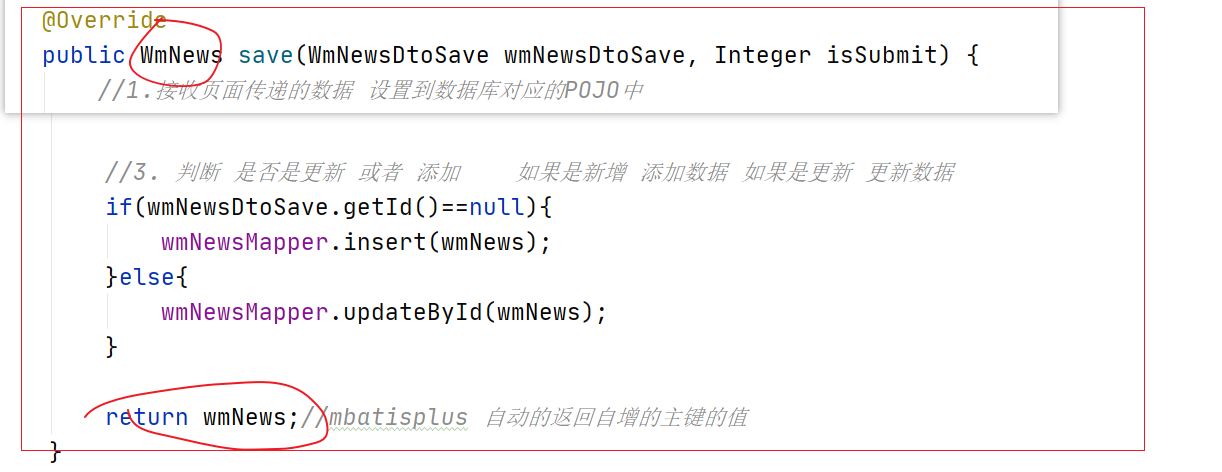 @Override
public WmNews save(WmNewsDtoSave wmNewsDtoSave, Integer isSubmit) {
//1.接收页面传递的数据 设置到数据库对应的POJO中
//3. 判断 是否是更新 或者 添加 如果是新增 添加数据 如果是更新 更新数据
if(wmNewsDtoSave.getId()==null){
wmNewsMapper.insert(wmNews);
}else{
wmNewsMapper.updateById(wmNews);
}
return wmNews;//mbatisplus 自动的返回自增的主键的值
}